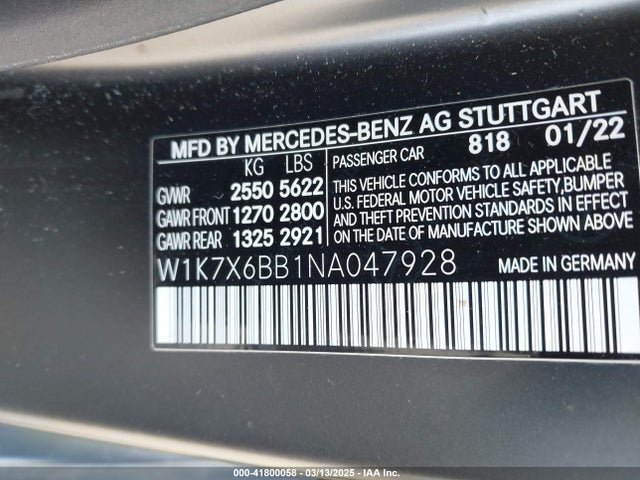 MFD BY MERCEDES-BENZ AG STUTTGART
KG LBS
PASSENGER CAR 818 01/22
GVWR 2550 5622
GAWR FRONT 1270 2800
GAWR REAR 1325 2921
THIS VEHICLE CONFORMS TO ALL APPLICABLE
U.S. FEDERAL MOTOR VEHICLE SAFETY,BUMPER
AND THEFT PREVENTION STANDARDS IN EFFECT
ON THE DATE OF MANUFACTURE SHOWN ABOVE
W1K7X6BB1NA047928 MADE IN GERMANY
000-41800058 - 03/13/2025 - IAA Inc.